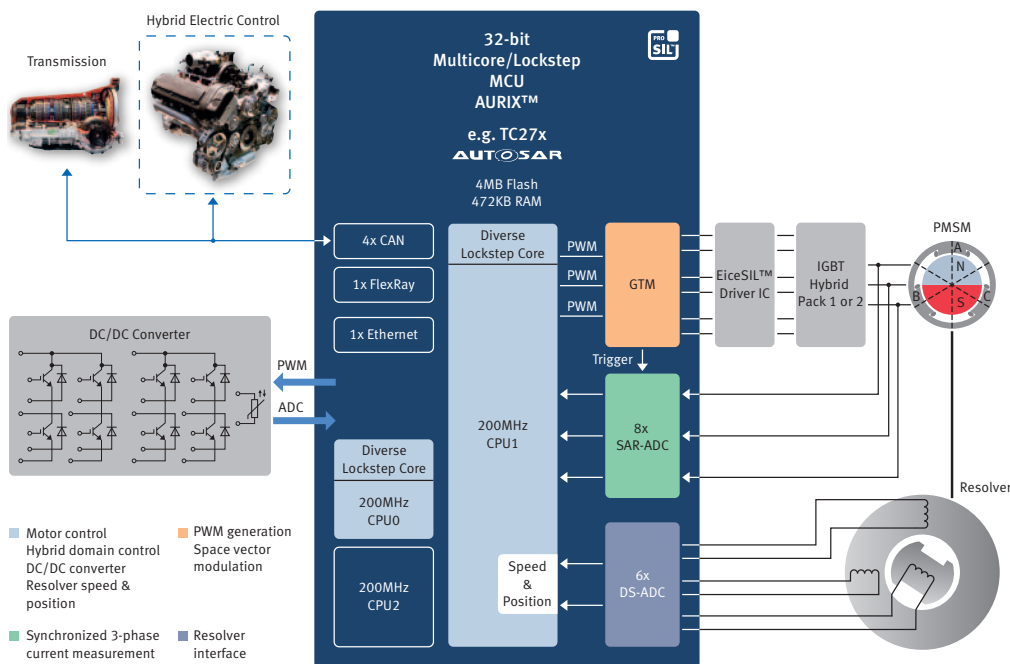 Hybrid Electric Control
Transmission
32-bit
Multicore/Lockstep
MCU
AURIX™
e.g. TC27x
AUTOSAR
4MB Flash
472KB RAM
PRO
SIL
4x CAN
1x FlexRay
1x Ethernet
Diverse
Lockstep Core
200MHz
CPU1
PWM
PWM
PWM
GTM
EiceSIL™
Driver IC
IGBT
Hybrid
Pack 1 or 2
PMSM
A
N
B
S
C
DC/DC Converter
PWM
ADC
Trigger
8x
SAR-ADC
Diverse
Lockstep Core
200MHz
CPU0
200MHz
CPU2
Speed
&
Position
6x
DS-ADC
Resolver
Motor control
Hybrid domain control
DC/DC converter
Resolver speed &
position
PWM generation
Space vector
modulation
Synchronized 3-phase
current measurement
Resolver
interface